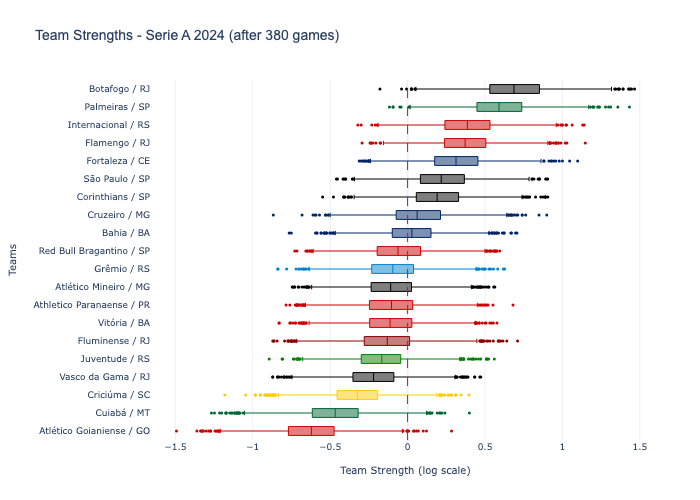 Team Strengths - Serie A 2024 (after 380 games)
Teams
Botafogo / RJ
Palmeiras / SP
Internacional / RS
Flamengo / RJ
Fortaleza / CE
São Paulo / SP
Corinthians / SP
Cruzeiro / MG
Bahia / BA
Red Bull Bragantino / SP
Grêmio / RS
Atlético Mineiro / MG
Athletico Paranaense / PR
Vitória / BA
Fluminense / RJ
Juventude / RS
Vasco da Gama / RJ
Criciúma / SC
Cuiabá / MT
Atlético Goianiense / GO
−1.5 −1 −0.5 0 0.5 1 1.5
Team Strength (log scale)